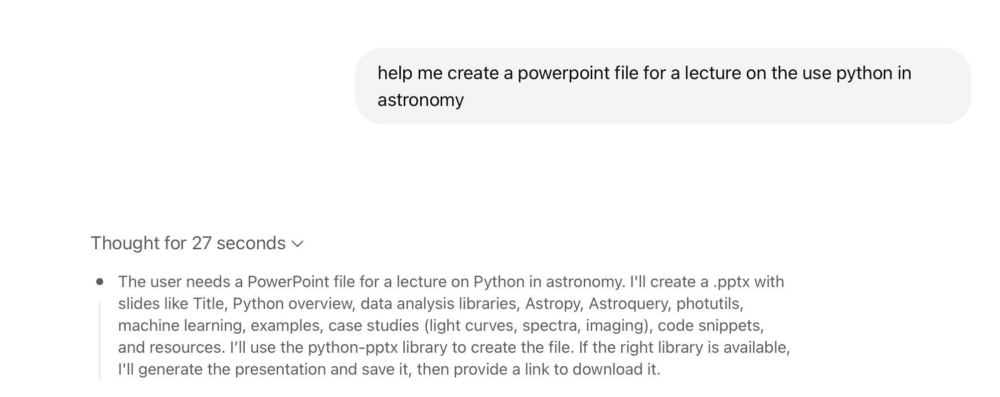 help me create a powerpoint file for a lecture on the use python in
astronomy
Thought for 27 seconds
The user needs a PowerPoint file for a lecture on Python in astronomy. I'll create a .pptx with
slides like Title, Python overview, data analysis libraries, Astropy, Astroquery, photutils,
machine learning, examples, case studies (light curves, spectra, imaging), code snippets,
and resources. I’ll use the python-pptx library to create the file. If the right library is available,
I'll generate the presentation and save it, then provide a link to download it.